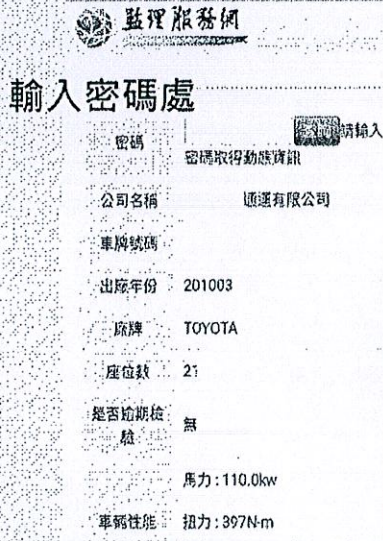 監理服務網
輸入密碼處
密碼
請輸入
密碼取得動態資訊
公司名稱 通運有限公司
車牌號碼
出廠年份 201003
廠牌 TOYOTA
座位數
是否逾期檢
驗
無
馬力:110.0kw
車輛性能 扭力:397N-m